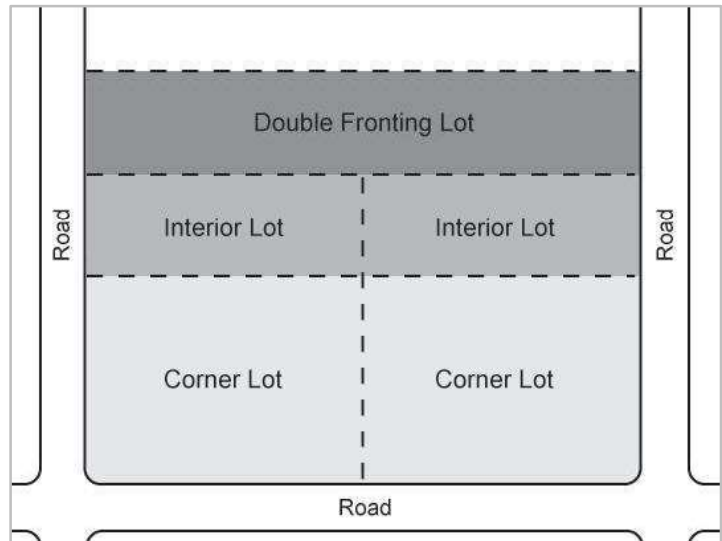 Double Fronting Lot
Road
Interior Lot
Interior Lot
Road
Corner Lot
Corner Lot
Road